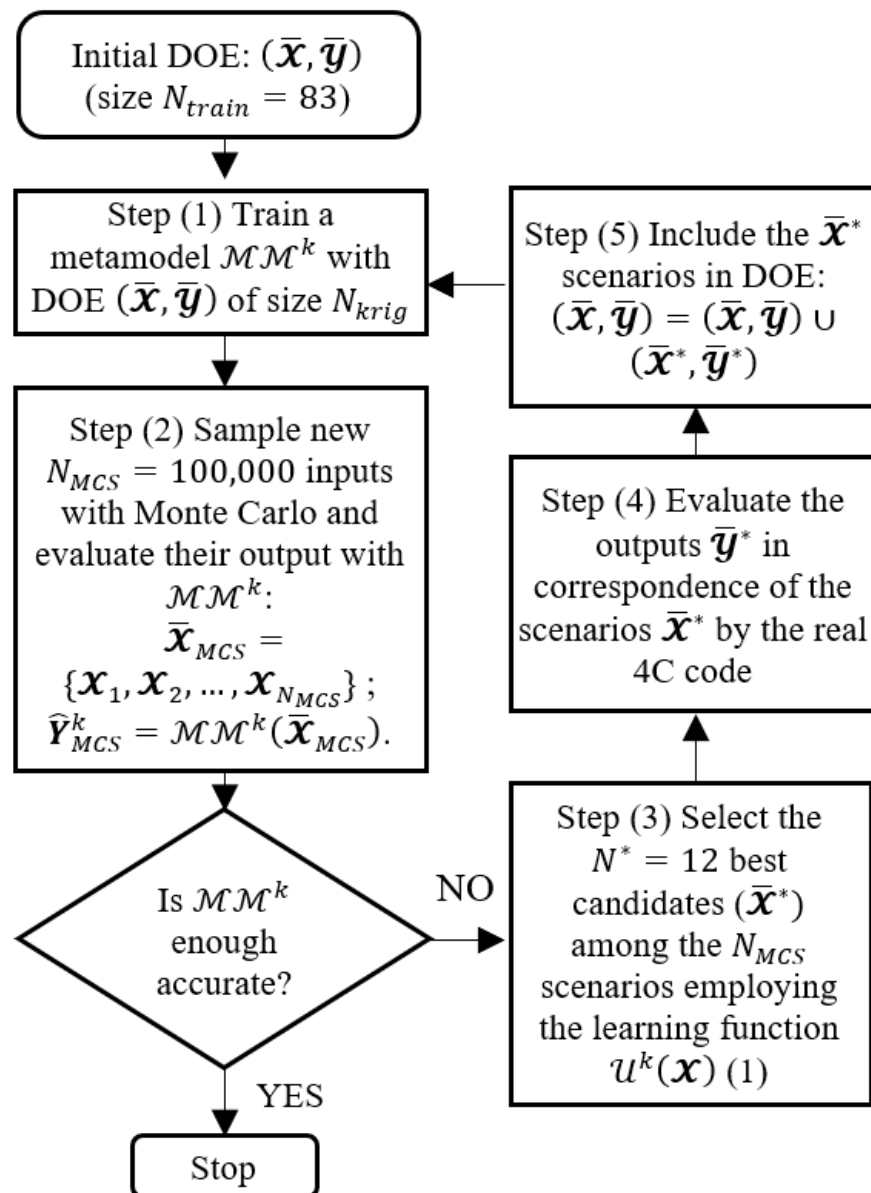 Initial DOE: (𝒙̄, 𝒚̄)
(size N_train = 83)
Step (1) Train a
metamodel ℳℳ^k with
DOE (𝒙̄, 𝒚̄) of size N_krig
Step (2) Sample new
N_MCS = 100,000 inputs
with Monte Carlo and
evaluate their output with
ℳℳ^k:
𝒙̄_MCS =
{𝒙_1, 𝒙_2, …, 𝒙_N_MCS} ;
Ŷ^k_MCS = ℳℳ^k(𝒙̄_MCS).
Is ℳℳ^k
enough
accurate?
NO
YES
Stop
Step (3) Select the
N* = 12 best
candidates (𝒙̄*)
among the N_MCS
scenarios employing
the learning function
𝒰^k(𝒙) (1)
Step (4) Evaluate the
outputs 𝒚̄* in
correspondence of the
scenarios 𝒙̄* by the real
4C code
Step (5) Include the 𝒙̄*
scenarios in DOE:
(𝒙̄, 𝒚̄) = (𝒙̄, 𝒚̄) ∪
(𝒙̄*, 𝒚̄*)